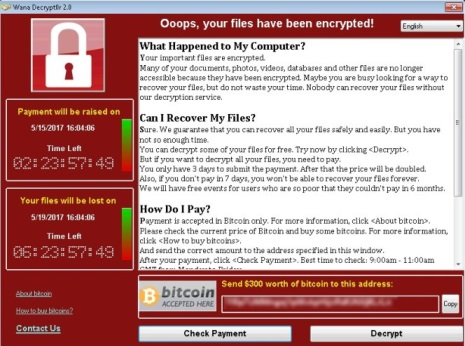 Wana Decrypt0r 2.0
Ooops, your files have been encrypted!
English
Payment will be raised on
5/15/2017 16:04:06
Time Left
02:23:57:49
Your files will be lost on
5/19/2017 16:04:06
Time Left
06:23:57:49
About bitcoin
How to buy bitcoins?
Contact Us
What Happened to My Computer?
Your important files are encrypted.
Many of your documents, photos, videos, databases and other files are no longer
accessible because they have been encrypted. Maybe you are busy looking for a way to
recover your files, but do not waste your time. Nobody can recover your files without
our decryption service.
Can I Recover My Files?
Sure. We guarantee that you can recover all your files safely and easily. But you have
not so enough time.
You can decrypt some of your files for free. Try now by clicking <Decrypt>.
But if you want to decrypt all your files, you need to pay.
You only have 3 days to submit the payment. After that the price will be doubled.
Also, if you don't pay in 7 days, you won't be able to recover your files forever.
We will have free events for users who are so poor that they couldn't pay in 6 months.
How Do I Pay?
Payment is accepted in Bitcoin only. For more information, click <About bitcoin>.
Please check the current price of Bitcoin and buy some bitcoins. For more information,
click <How to buy bitcoins>.
And send the correct amount to the address specified in this window.
After your payment, click <Check Payment>. Best time to check: 9:00am - 11:00am
GMT from Monday to Friday.
bitcoin
ACCEPTED HERE
Send $300 worth of bitcoin to this address:
Copy
Check Payment
Decrypt